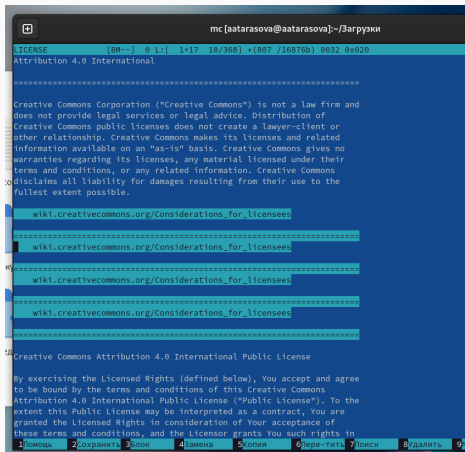 mc [aatarasova@aatarasova]:~/Загрузки
LICENSE [BM--] 0 L:[ 1+17 18/368] *(807 /16876b) 0032 0x020
Attribution 4.0 International
=======================================================================
Creative Commons Corporation ("Creative Commons") is not a law firm and
does not provide legal services or legal advice. Distribution of
Creative Commons public licenses does not create a lawyer-client or
other relationship. Creative Commons makes its licenses and related
information available on an "as-is" basis. Creative Commons gives no
warranties regarding its licenses, any material licensed under their
terms and conditions, or any related information. Creative Commons
disclaims all liability for damages resulting from their use to the
fullest extent possible.
wiki.creativecommons.org/Considerations_for_licensees
=======================================================================
wiki.creativecommons.org/Considerations_for_licensees
=======================================================================
wiki.creativecommons.org/Considerations_for_licensees
=======================================================================
wiki.creativecommons.org/Considerations_for_licensees
=======================================================================
Creative Commons Attribution 4.0 International Public License
By exercising the Licensed Rights (defined below), You accept and agree
to be bound by the terms and conditions of this Creative Commons
Attribution 4.0 International Public License ("Public License"). To the
extent this Public License may be interpreted as a contract, You are
granted the Licensed Rights in consideration of Your acceptance of
these terms and conditions, and the Licensor grants You such rights in
1Помощь 2Сохранить 3Блок 4Замена 5Копия 6Пере~тить 7Поиск 8Удалить 9